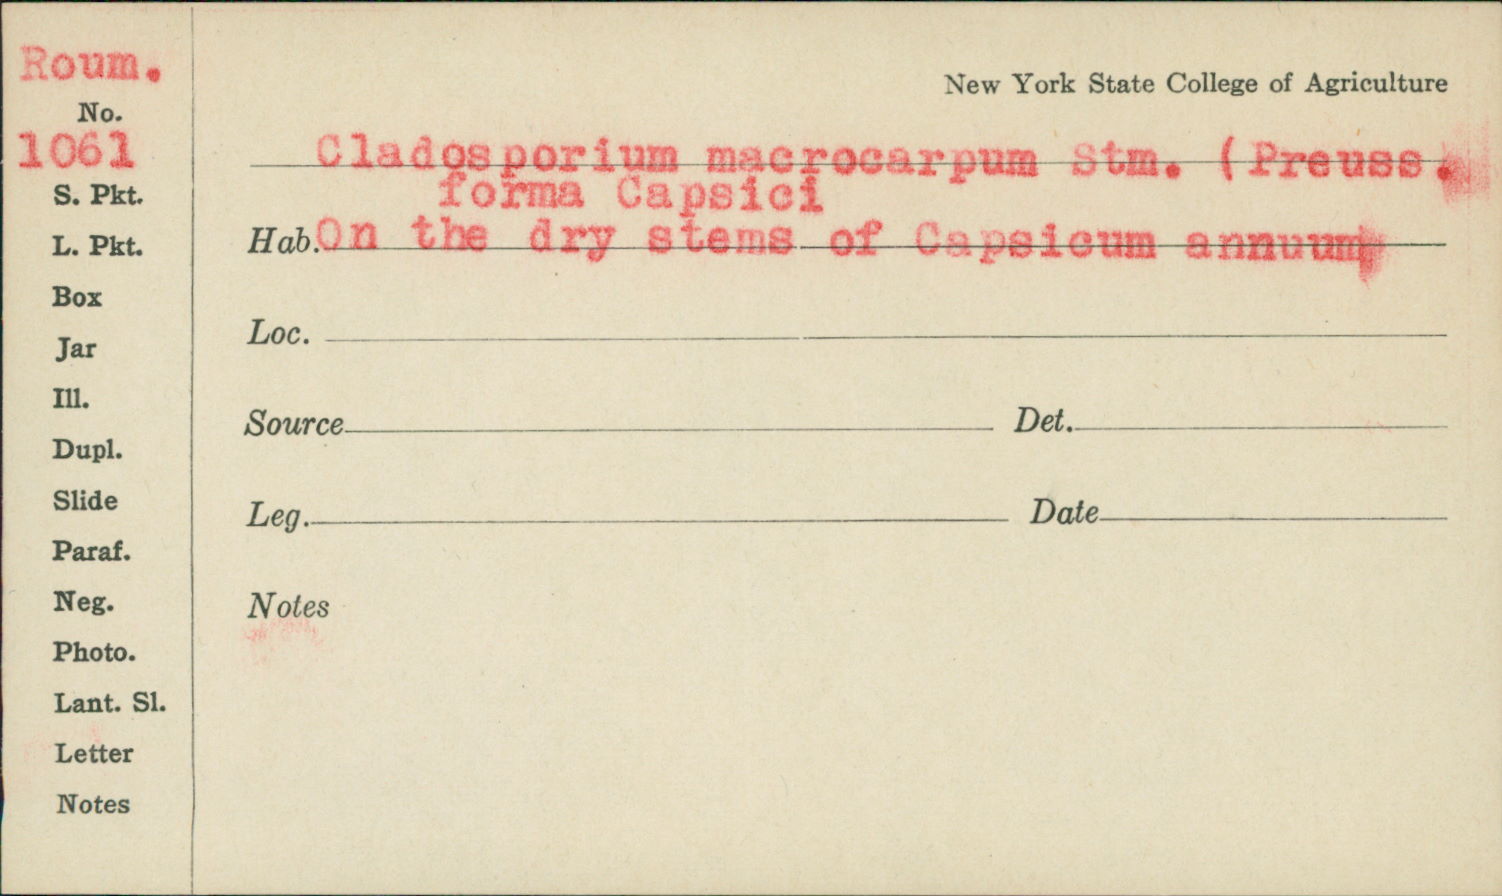 Roum.
New York State College of Agriculture
No.
1061
Cladosporium macrocarpum Stm. (Preuss.
forma Capsici
S. Pkt.
Hab. On the dry stems of Capsicum annuum
L. Pkt.
Box
Loc.
Jar
Ill.
Source Det.
Dupl.
Slide
Leg. Date
Paraf.
Neg.
Notes
Photo.
Lant. Sl.
Letter
Notes